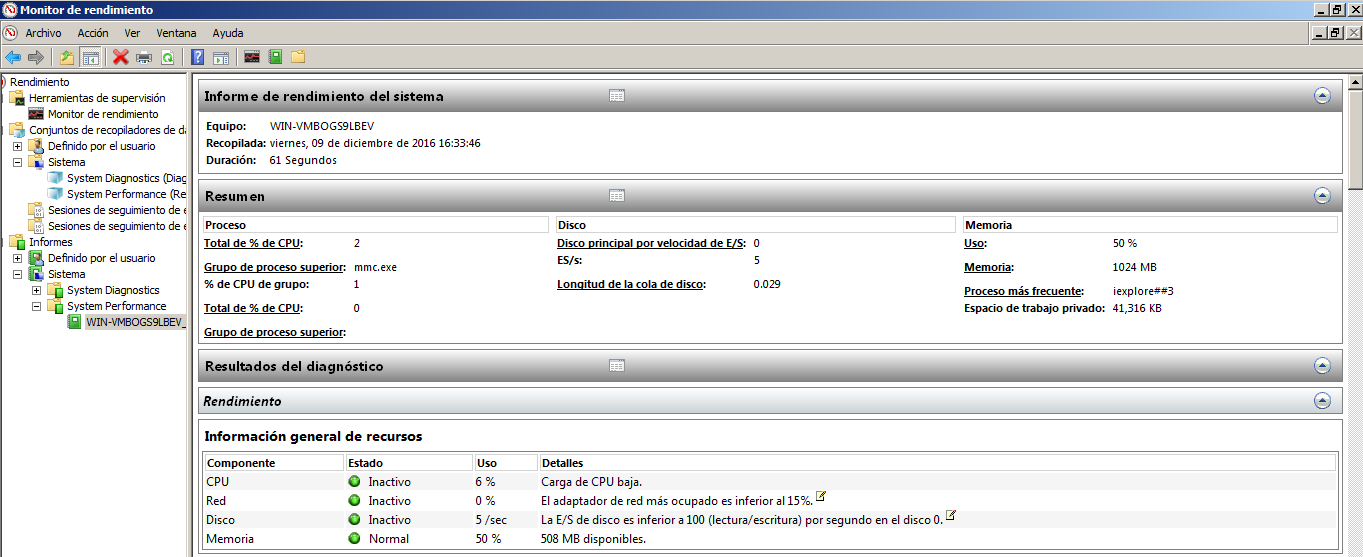 Monitor de rendimiento
Archivo Acción Ver Ventana Ayuda
Rendimiento
Herramientas de supervisión
Monitor de rendimiento
Conjuntos de recopiladores de da
Definido por el usuario
Sistema
System Diagnostics (Diag
System Performance (Re
Sesiones de seguimiento de e
Sesiones de seguimiento de e
Informes
Definido por el usuario
Sistema
System Diagnostics
System Performance
WIN-VMBOGS9LBEV_
Informe de rendimiento del sistema
Equipo: WIN-VMBOGS9LBEV
Recopilada: viernes, 09 de diciembre de 2016 16:33:46
Duración: 61 Segundos
Resumen
Proceso Disco Memoria
Total de % de CPU: 2 Disco principal por velocidad de E/S: 0 Uso: 50 %
Grupo de proceso superior: mmc.exe ES/s: 5 Memoria: 1024 MB
% de CPU de grupo: 1 Longitud de la cola de disco: 0.029 Proceso más frecuente: iexplore##3
Total de % de CPU: 0 Espacio de trabajo privado: 41,316 KB
Grupo de proceso superior:
Resultados del diagnóstico
Rendimiento
Información general de recursos
Componente Estado Uso Detalles
CPU Inactivo 6 % Carga de CPU baja.
Red Inactivo 0 % El adaptador de red más ocupado es inferior al 15%.
Disco Inactivo 5 /sec La E/S de disco es inferior a 100 (lectura/escritura) por segundo en el disco 0.
Memoria Normal 50 % 508 MB disponibles.